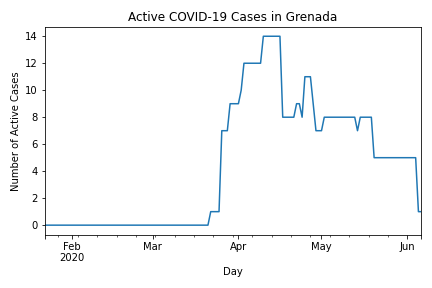 Active COVID-19 Cases in Grenada
Number of Active Cases
14
12
10
8
6
4
2
0
Feb
2020
Mar
Apr
May
Jun
Day